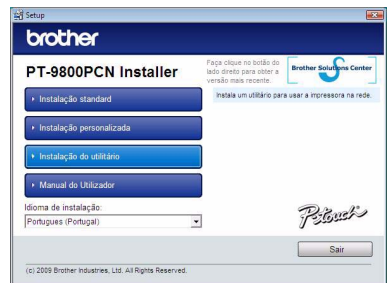 Setup
brother
PT-9800PCN Installer
Faça clique no botão do
lado direito para obter a
versão mais recente.
Brother Solutions Center
Instalação standard
Instala um utilitário para usar a impressora na rede.
Instalação personalizada
Instalação do utilitário
Manual do Utilizador
Idioma de instalação:
Portugues (Portugal)
P-touch
Sair
(c) 2009 Brother Industries, Ltd. All Rights Reserved.